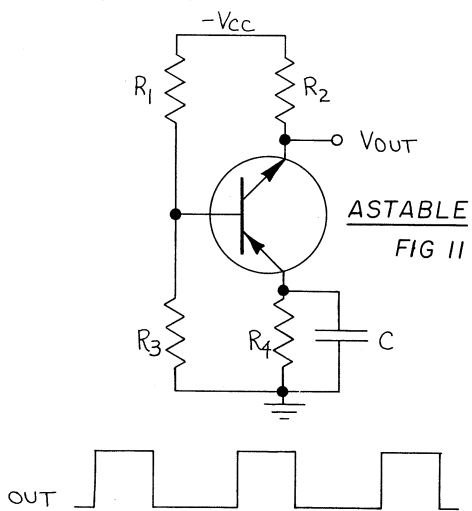 -Vcc
R1
R2
VOUT
ASTABLE
FIG 11
R3
R4
C
OUT